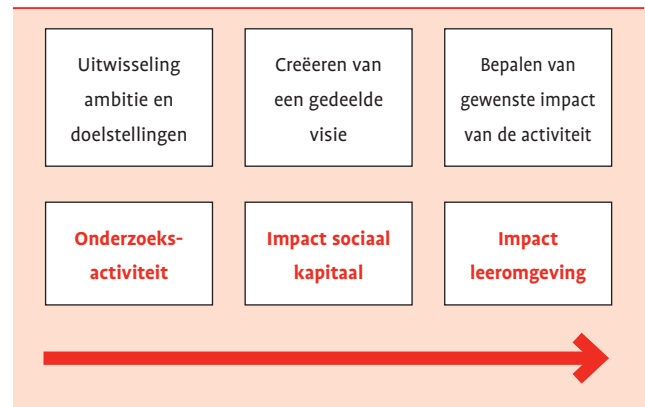 Uitwisseling
ambitie en
doelstellingen
Creëeren van
een gedeelde
visie
Bepalen van
gewenste impact
van de activiteit
Onderzoeks-
activiteit
Impact sociaal
kapitaal
Impact
leeromgeving